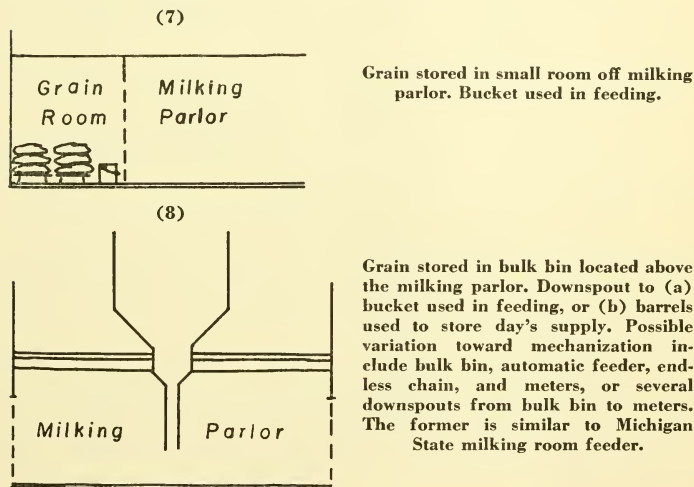 (7)
Grain Milking
Room Parlor
Grain stored in small room off milking
parlor. Bucket used in feeding.
(8)
Milking Parlor
Grain stored in bulk bin located above
the milking parlor. Downspout to (a)
bucket used in feeding, or (b) barrels
used to store day's supply. Possible
variation toward mechanization in-
clude bulk bin, automatic feeder, end-
less chain, and meters, or several
downspouts from bulk bin to meters.
The former is similar to Michigan
State milking room feeder.